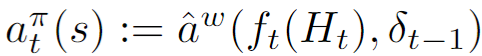 a_t^π(s) := â^w(f_t(H_t), δ_{t−1})